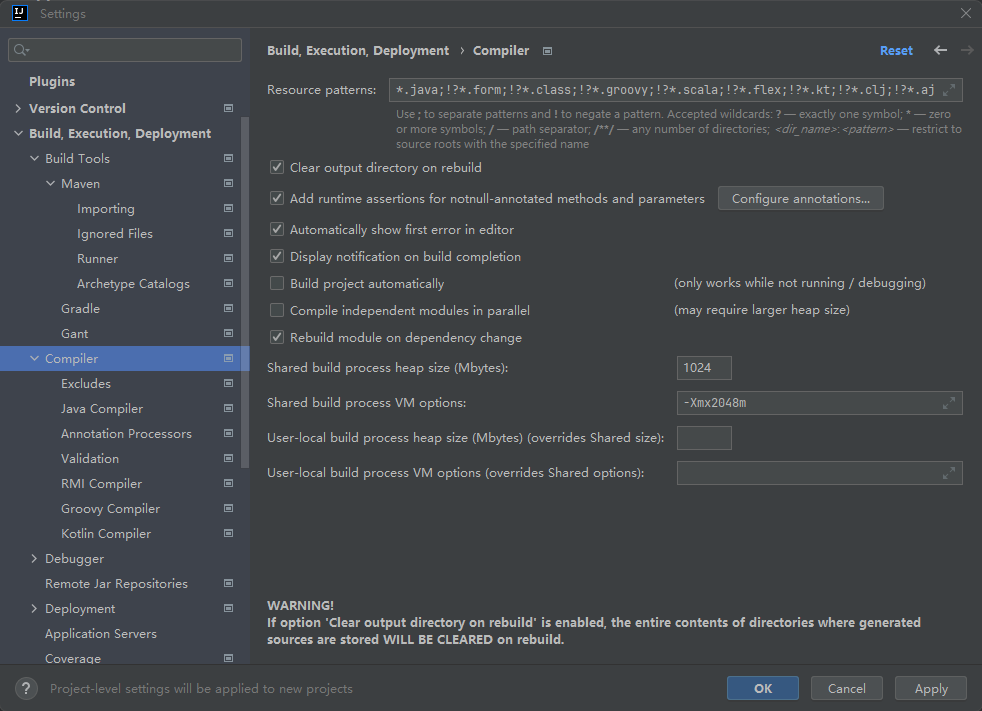 IJ
Settings
Build, Execution, Deployment › Compiler
Reset
Plugins
Version Control
Build, Execution, Deployment
Build Tools
Maven
Importing
Ignored Files
Runner
Archetype Catalogs
Gradle
Gant
Compiler
Excludes
Java Compiler
Annotation Processors
Validation
RMI Compiler
Groovy Compiler
Kotlin Compiler
Debugger
Remote Jar Repositories
Deployment
Application Servers
Coverage
Resource patterns: *.java;!?*.form;!?*.class;!?*.groovy;!?*.scala;!?*.flex;!?*.kt;!?*.clj;!?*.aj
Use ; to separate patterns and ! to negate a pattern. Accepted wildcards: ? — exactly one symbol; * — zero
or more symbols; / — path separator; /**/ — any number of directories; <dir_name>:<pattern> — restrict to
source roots with the specified name
Clear output directory on rebuild
Add runtime assertions for notnull-annotated methods and parameters Configure annotations...
Automatically show first error in editor
Display notification on build completion
Build project automatically (only works while not running / debugging)
Compile independent modules in parallel (may require larger heap size)
Rebuild module on dependency change
Shared build process heap size (Mbytes): 1024
Shared build process VM options: -Xmx2048m
User-local build process heap size (Mbytes) (overrides Shared size):
User-local build process VM options (overrides Shared options):
WARNING!
If option 'Clear output directory on rebuild' is enabled, the entire contents of directories where generated
sources are stored WILL BE CLEARED on rebuild.
? Project-level settings will be applied to new projects
OK Cancel Apply